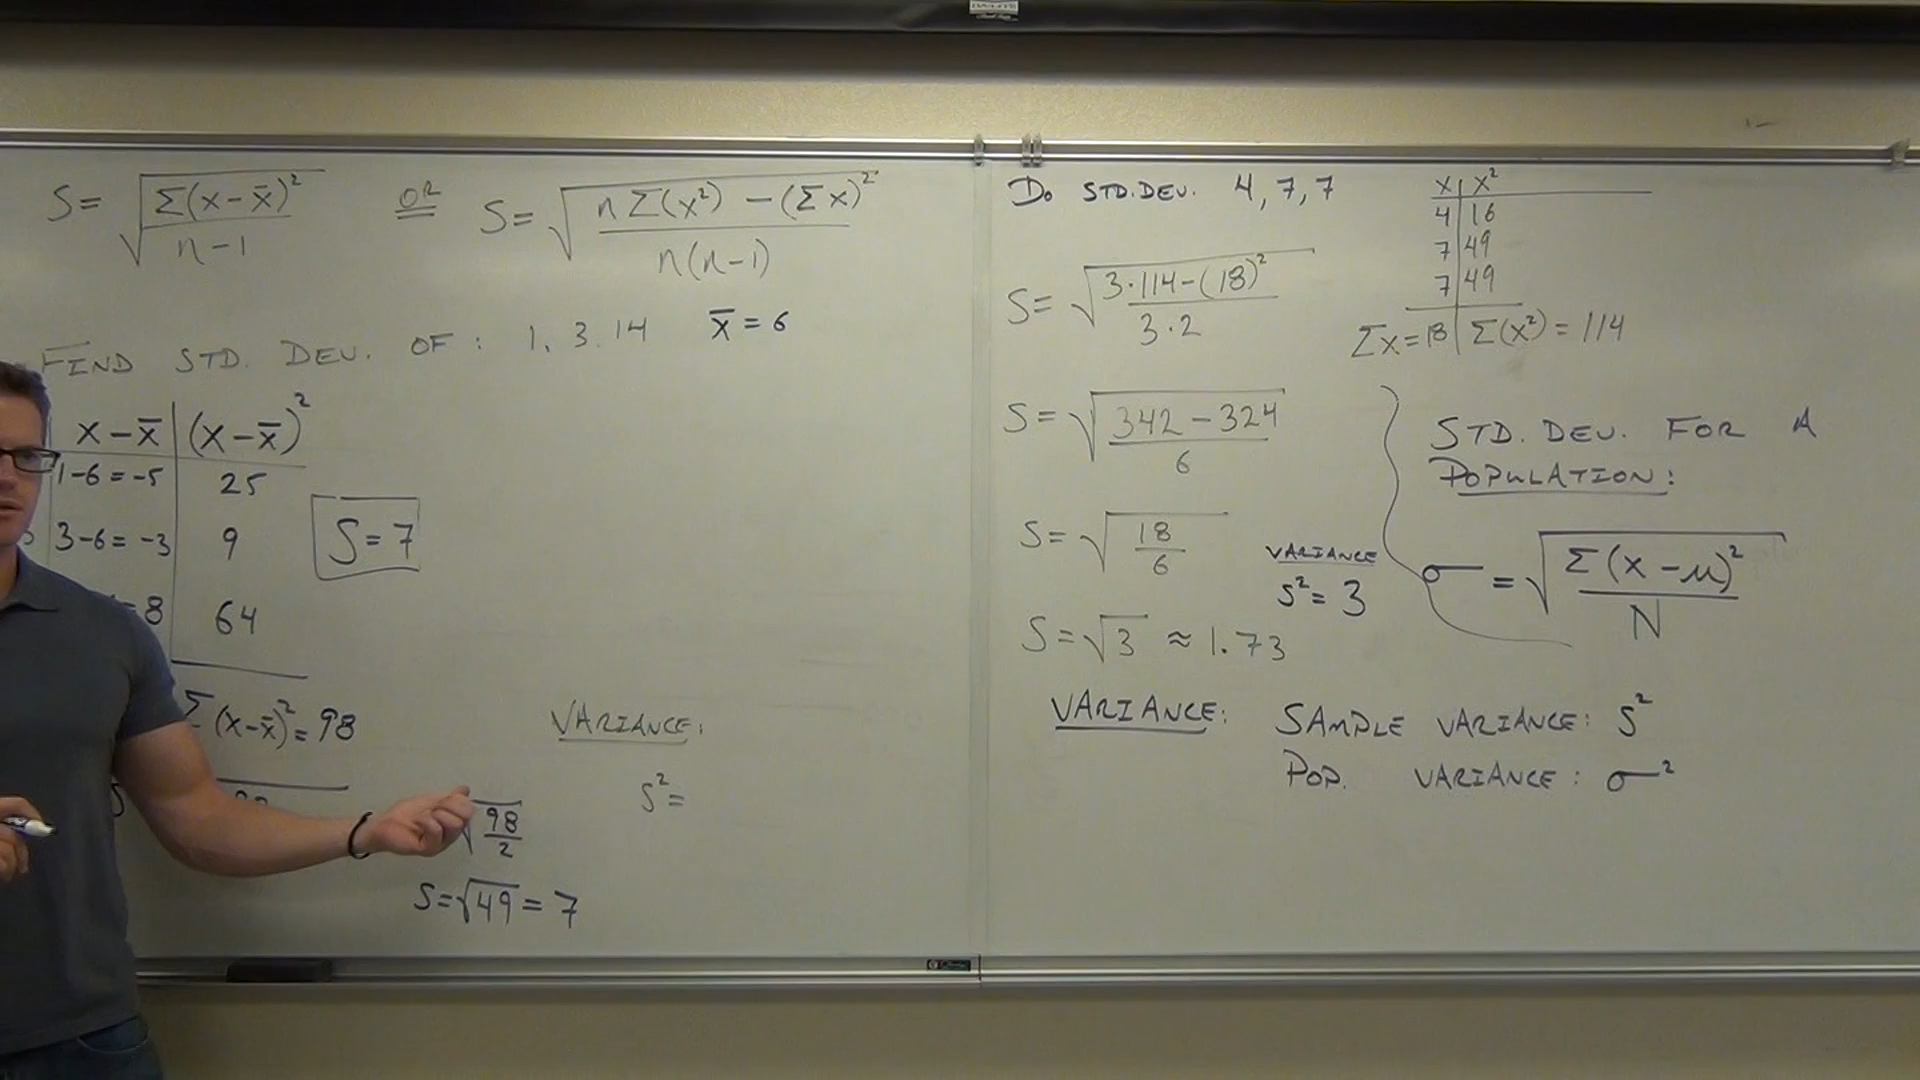 S = √(Σ(x-x̄)²/(n-1)) OR S = √((nΣ(x²) - (Σx)²)/(n(n-1)))
FIND STD. DEV. OF: 1, 3, 14 x̄ = 6
x-x̄ | (x-x̄)²
1-6=-5 | 25
3-6=-3 | 9
=8 | 64
S=7
Σ(x-x̄)²=98
√(98/2)
S=√49=7
VARIANCE:
S²=
DO STD.DEV. 4, 7, 7
x | x²
4 | 16
7 | 49
7 | 49
Σx=18 | Σ(x²)=114
S= √((3·114-(18)²)/(3·2))
S= √((342-324)/6)
S= √(18/6)
VARIANCE
S²=3
S=√3 ≈ 1.73
STD. DEV. FOR A
POPULATION:
σ = √(Σ(x-μ)²/N)
VARIANCE: SAMPLE VARIANCE: S²
POP. VARIANCE: σ²